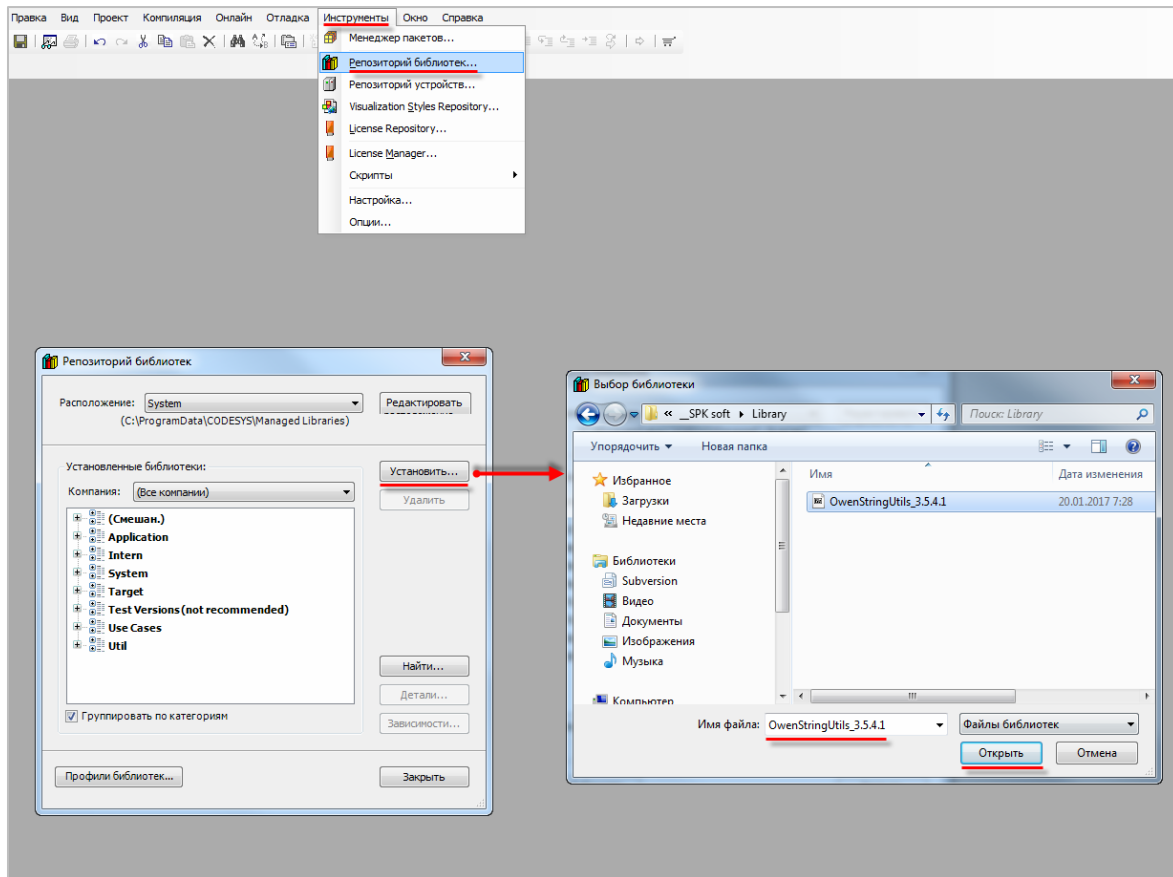 Правка Вид Проект Компиляция Онлайн Отладка Инструменты Окно Справка
Менеджер пакетов...
Репозиторий библиотек...
Репозиторий устройств...
Visualization Styles Repository...
License Repository...
License Manager...
Скрипты
Настройка...
Опции...
Репозиторий библиотек
Расположение: System
Редактировать
(C:\ProgramData\CODESYS\Managed Libraries)
Установленные библиотеки:
Установить...
Компания: (Все компании)
Удалить
(Смешан.)
Application
Intern
System
Target
Test Versions (not recommended)
Use Cases
Util
Найти...
Детали...
Группировать по категориям
Зависимости...
Профили библиотек...
Закрыть
Выбор библиотеки
« __SPK soft Library
Поиск: Library
Упорядочить Новая папка
Имя Дата изменения
OwenStringUtils_3.5.4.1 20.01.2017 7:28
Избранное
Загрузки
Недавние места
Библиотеки
Subversion
Видео
Документы
Изображения
Музыка
Компьютер
Имя файла: OwenStringUtils_3.5.4.1 Файлы библиотек
Открыть Отмена